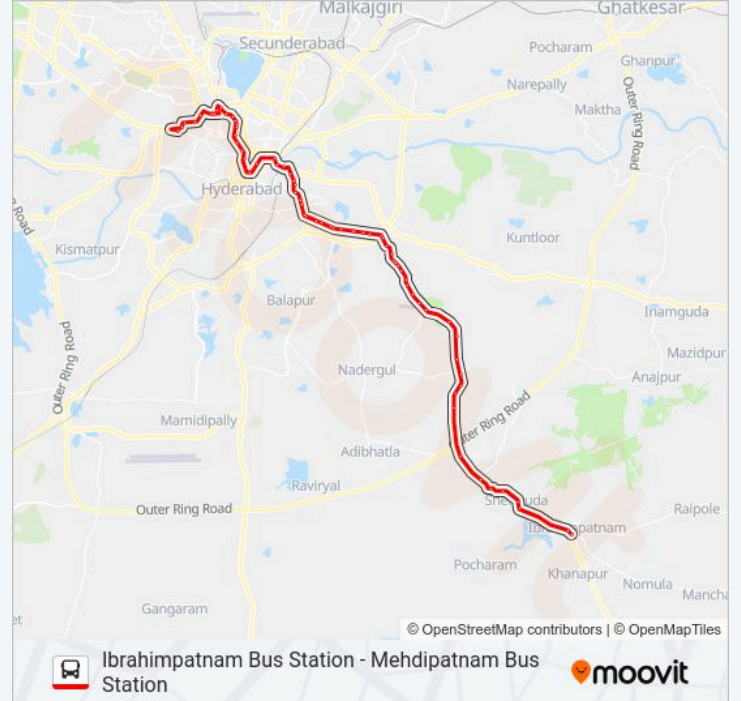 Malkajgiri
Ghatkesar
Secunderabad
Pocharam
Ghanpur
Narepally
Maktha
Outer Ring Road
Hyderabad
Road
Kismatpur
Kuntloor
Balapur
Inamguda
Mazidpur
Nadergul
Anajpur
Outer Ring Road
Mamidipally
Outer Ring Road
Adibhatla
Raviryal
Outer Ring Road
Raipole
Pocharam
Khanapur
Nomula
Gangaram
© OpenStreetMap contributors | © OpenMapTiles
Ibrahimpatnam Bus Station - Mehdipatnam Bus
Station
moovit